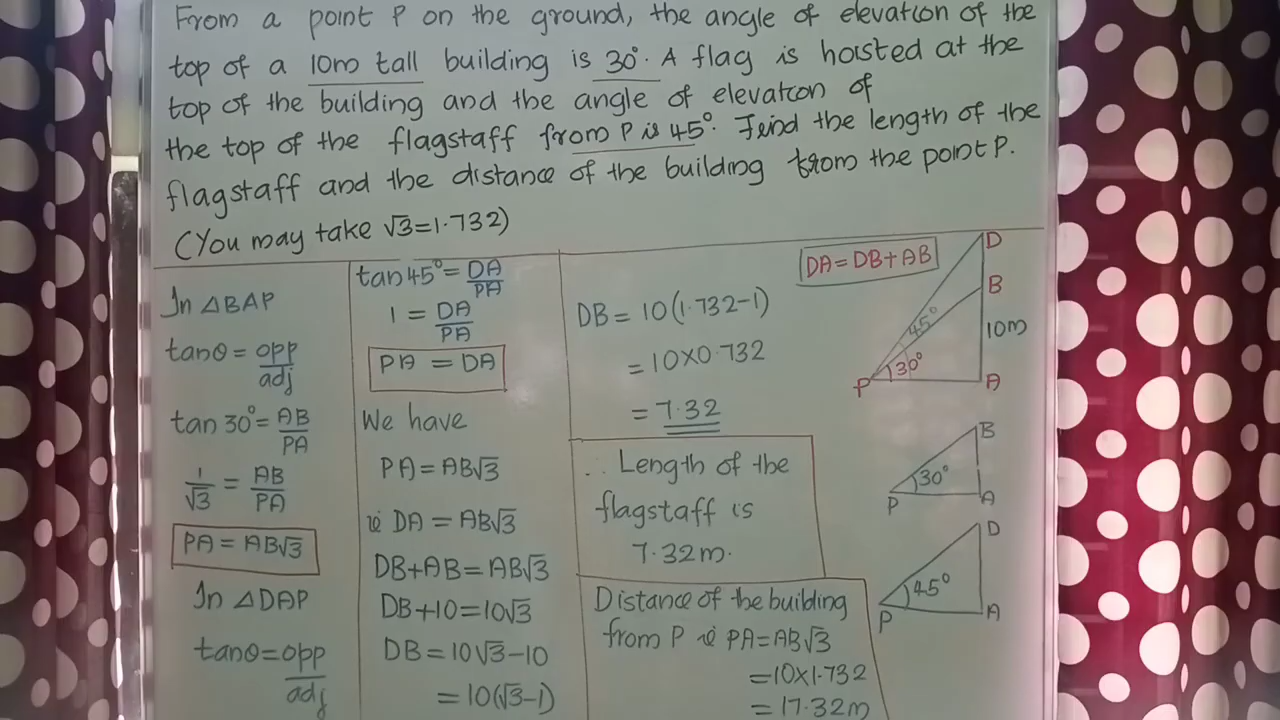 From a point P on the ground, the angle of elevation of the
top of a 10m tall building is 30°. A flag is hoisted at the
top of the building and the angle of elevation of
the top of the flagstaff from P is 45°. Find the length of the
flagstaff and the distance of the building from the point P.
(You may take √3=1.732)
In △BAP
tanθ = opp/adj
tan 30° = AB/PA
1/√3 = AB/PA
PA = AB√3
In △DAP
tanθ = opp/adj
tan 45° = DA/PA
1 = DA/PA
PA = DA
We have
PA = AB√3
ie DA = AB√3
DB+AB = AB√3
DB+10 = 10√3
DB = 10√3-10
= 10(√3-1)
DB = 10(1.732-1)
= 10×0.732
= 7.32
∴ Length of the
flagstaff is
7.32m.
Distance of the building
from P ie PA = AB√3
= 10×1.732
= 17.32m
DA = DB + AB
D
B
45°
10m
30°
P
A
B
30°
P
A
D
45°
P
A